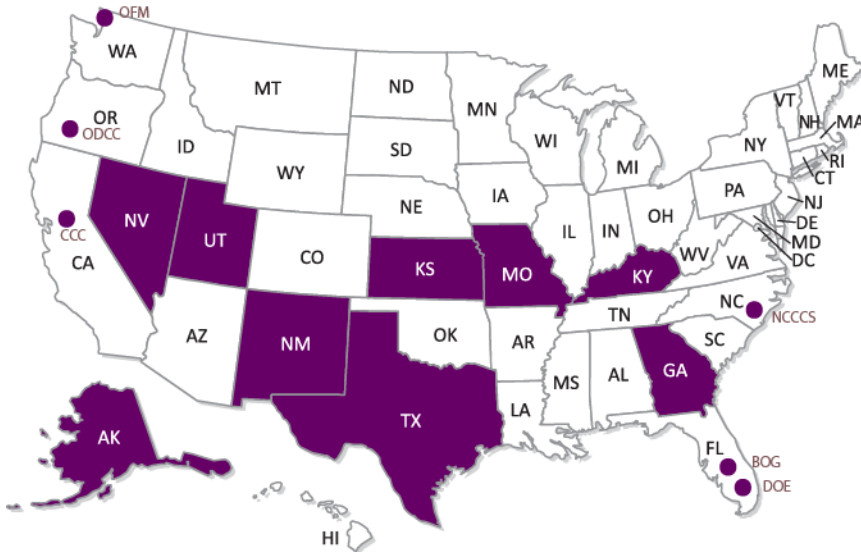 OFM
WA
ME
MT
ND
VT
MN
OR
ODCC
NH
MA
ID
WI
NY
SD
RI
MI
WY
CT
PA
IA
NJ
NE
OH
NV
DE
IL
IN
UT
MD
CCC
WV
CO
DC
CA
VA
KS
MO
KY
NC
NCCCS
TN
AZ
OK
NM
AR
SC
GA
MS
AL
LA
TX
AK
FL
BOG
DOE
HI